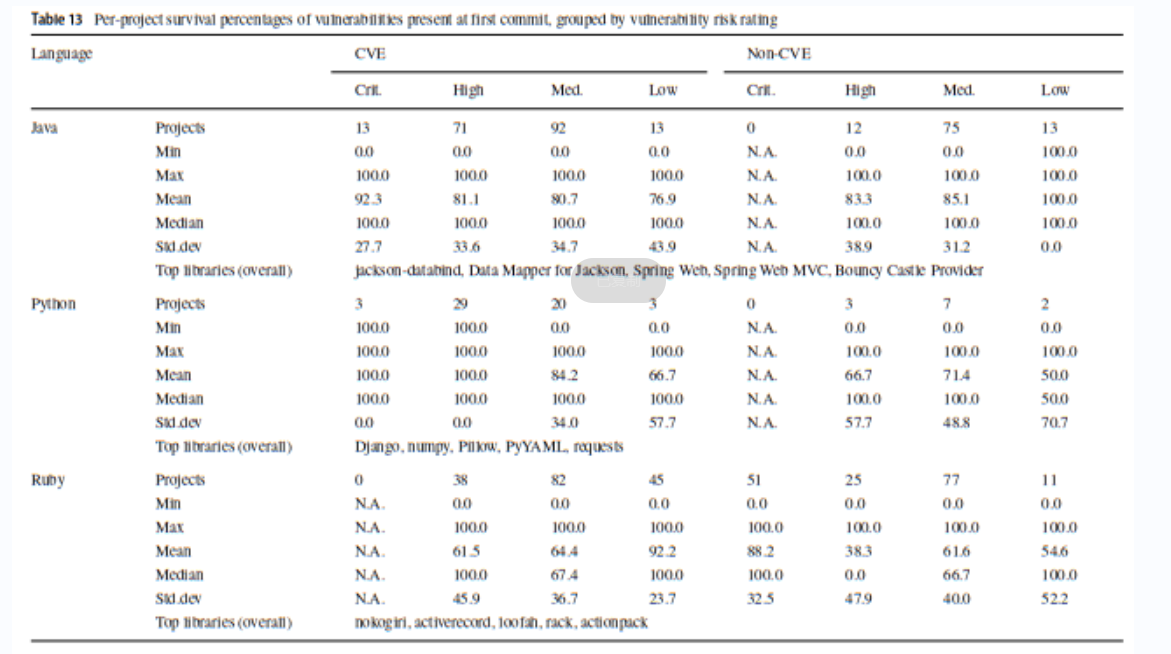 Table 13 Per-project survival percentages of vulnerabilities present at first commit, grouped by vulnerability risk rating
Language CVE Non-CVE
Crit. High Med. Low Crit. High Med. Low
Java Projects 13 71 92 13 0 12 75 13
Min 0.0 0.0 0.0 0.0 N.A. 0.0 0.0 100.0
Max 100.0 100.0 100.0 100.0 N.A. 100.0 100.0 100.0
Mean 92.3 81.1 80.7 76.9 N.A. 83.3 85.1 100.0
Median 100.0 100.0 100.0 100.0 N.A. 100.0 100.0 100.0
Std.dev 27.7 33.6 34.7 43.9 N.A. 38.9 31.2 0.0
Top libraries (overall) jackson-databind, Data Mapper for Jackson, Spring Web, Spring Web MVC, Bouncy Castle Provider
Python Projects 3 29 20 3 0 3 7 2
Min 100.0 100.0 0.0 0.0 N.A. 0.0 0.0 0.0
Max 100.0 100.0 100.0 100.0 N.A. 100.0 100.0 100.0
Mean 100.0 100.0 84.2 66.7 N.A. 66.7 71.4 50.0
Median 100.0 100.0 100.0 100.0 N.A. 100.0 100.0 50.0
Std.dev 0.0 0.0 34.0 57.7 N.A. 57.7 48.8 70.7
Top libraries (overall) Django, numpy, Pillow, PyYAML, requests
Ruby Projects 0 38 82 45 51 25 77 11
Min N.A. 0.0 0.0 0.0 0.0 0.0 0.0 0.0
Max N.A. 100.0 100.0 100.0 100.0 100.0 100.0 100.0
Mean N.A. 61.5 64.4 92.2 88.2 38.3 61.6 54.6
Median N.A. 100.0 67.4 100.0 100.0 0.0 66.7 100.0
Std.dev N.A. 45.9 36.7 23.7 32.5 47.9 40.0 52.2
Top libraries (overall) nokogiri, activerecord, loofah, rack, actionpack